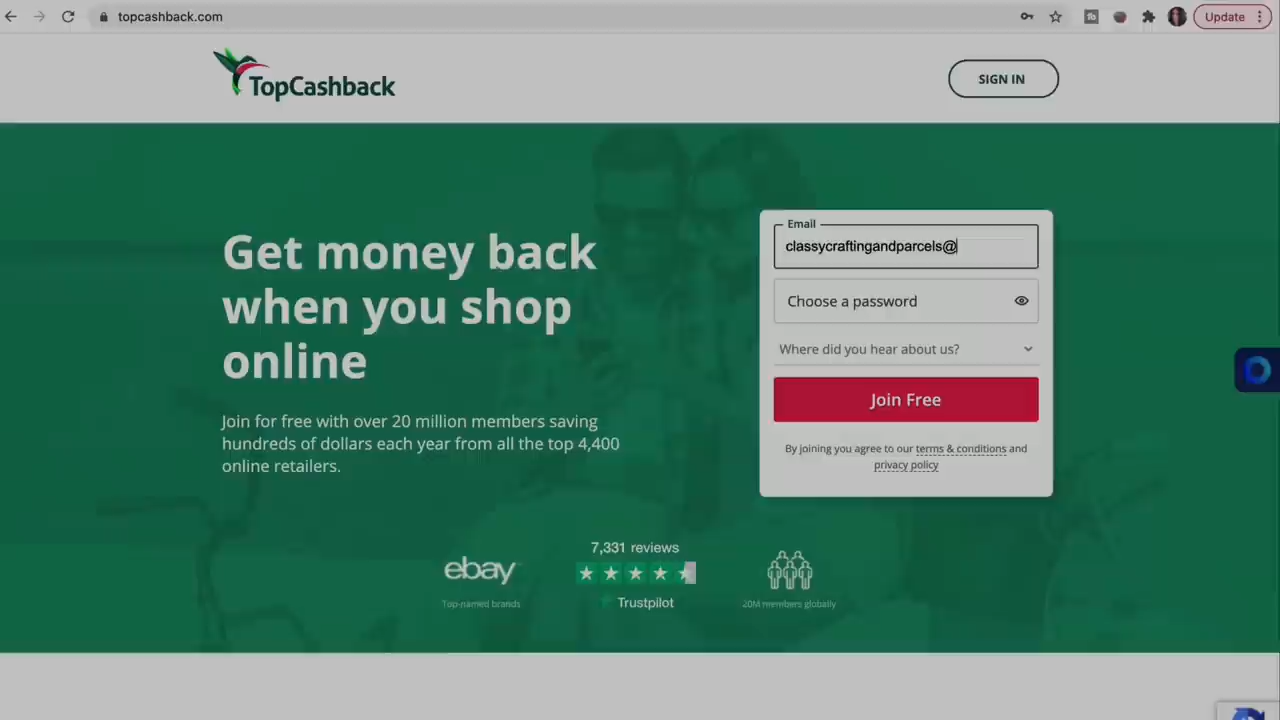 topcashback.com
Update
TopCashback
SIGN IN
Get money back
when you shop
online
Join for free with over 20 million members saving
hundreds of dollars each year from all the top 4,400
online retailers.
Email
classycraftingandparcels@
Choose a password
Where did you hear about us?
Join Free
By joining you agree to our terms & conditions and
privacy policy
ebay
Top-named brands
7,331 reviews
Trustpilot
20M members globally